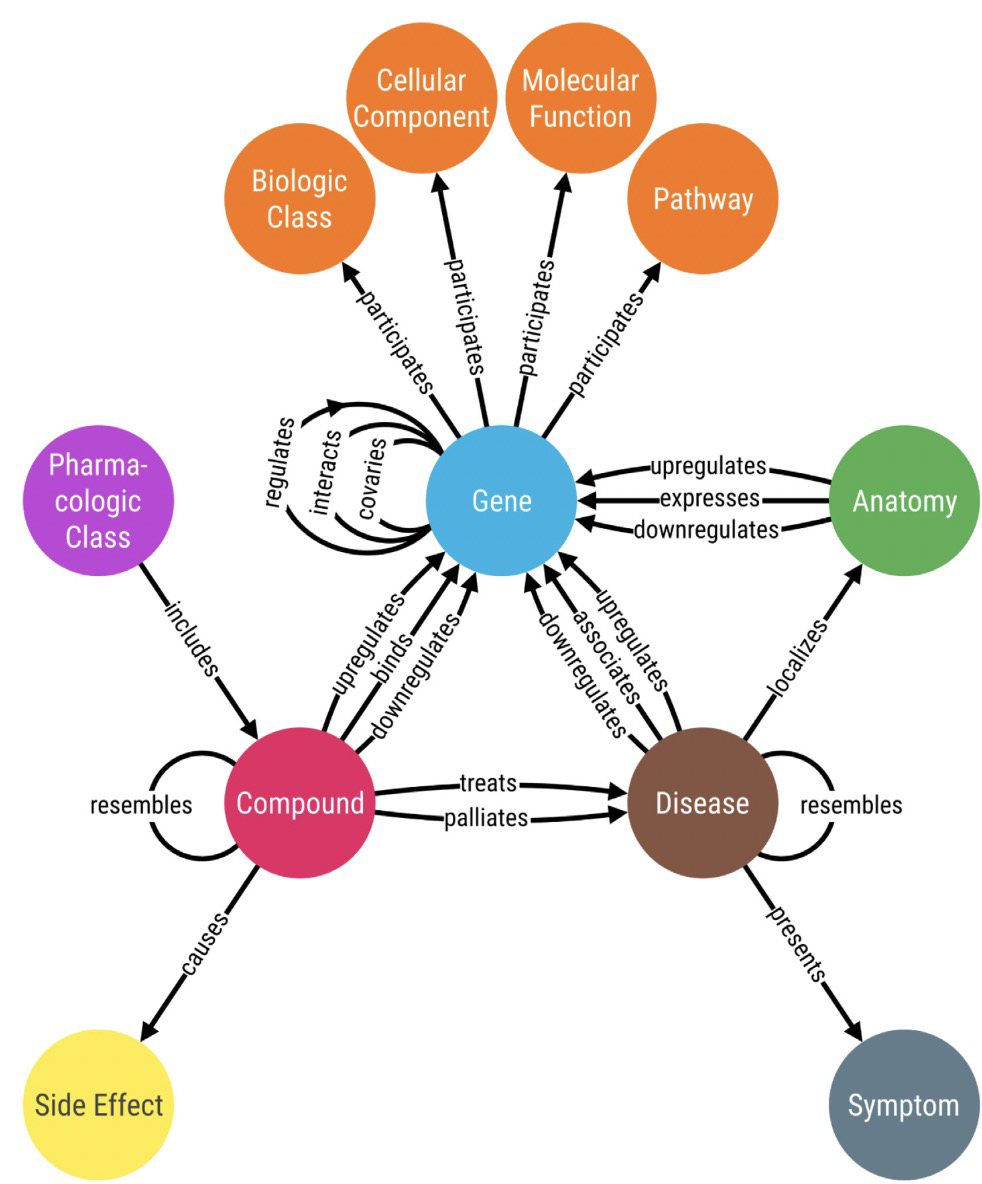 Cellular
Component
Molecular
Function
Biologic
Class
Pathway
participates
participates
participates
participates
regulates
interacts
covaries
Pharma-
cologic
Class
Gene
upregulates
expresses
downregulates
Anatomy
includes
upregulates
binds
downregulates
downregulates
associates
upregulates
localizes
resembles
Compound
treats
palliates
Disease
resembles
causes
presents
Side Effect
Symptom